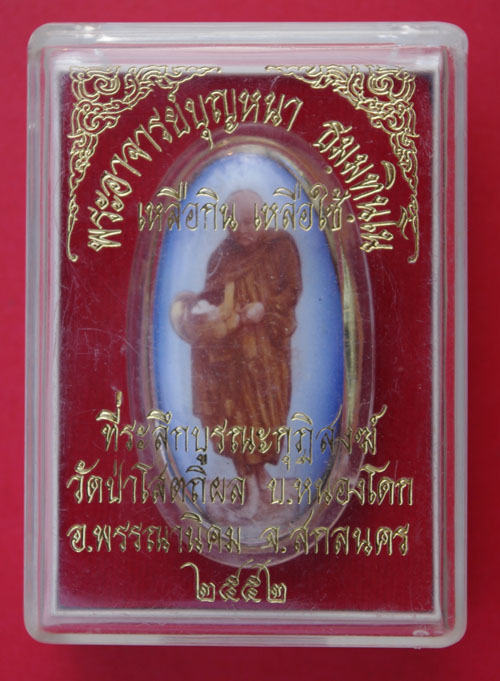 พระอาจารย์บุญหนา ธมฺมทินฺโน
เหลือกิน เหลือใช้
ที่ระลึกบูรณะกุฏิสงฆ์
วัดป่าโสตถิผล บ.หนองโดก
อ.พรรณานิคม จ.สกลนคร
๒๕๕๒